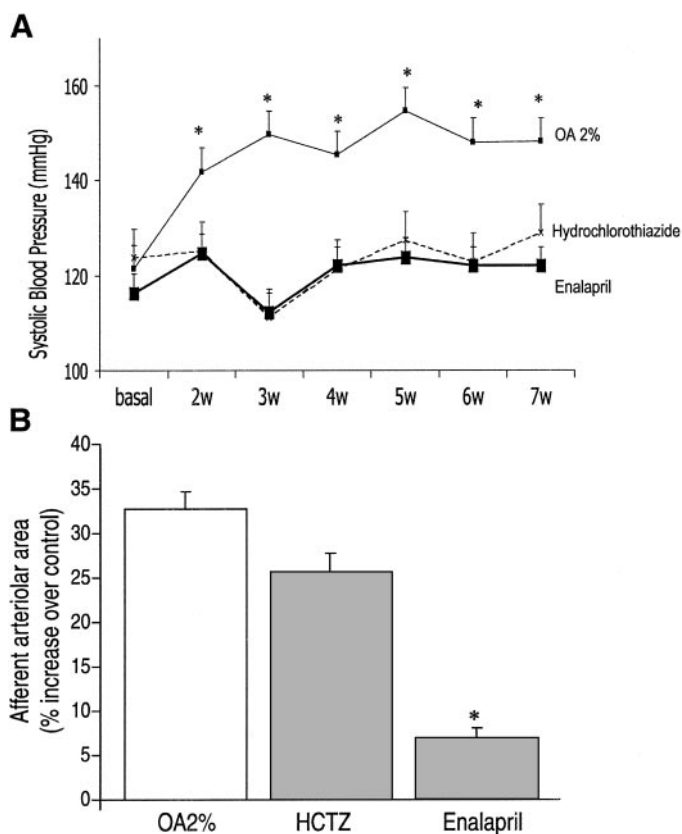 A
Systolic Blood Pressure (mmHg)
160
140
120
100
* * * * * *
OA 2%
Hydrochlorothiazide
Enalapril
basal 2w 3w 4w 5w 6w 7w
B
Afferent arteriolar area
(% increase over control)
40
35
30
25
20
15
10
5
0
*
OA2% HCTZ Enalapril